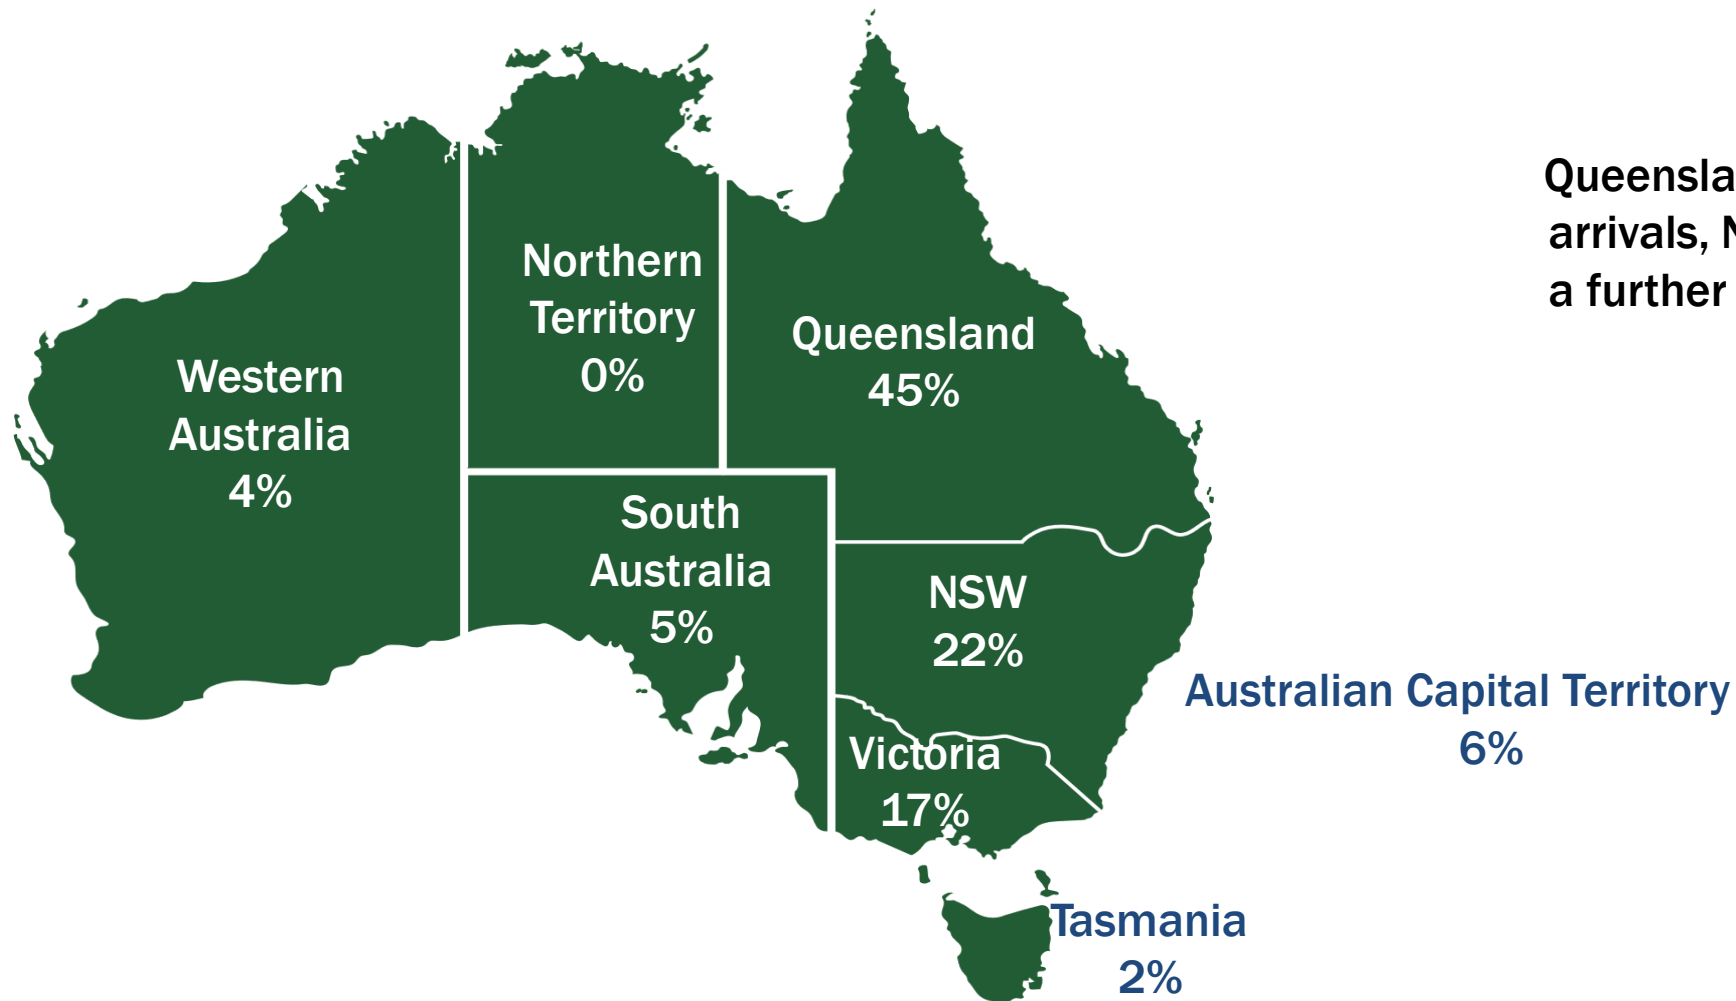 Northern
Territory
0%
Queensland
45%
Western
Australia
4%
South
Australia
5%
NSW
22%
Victoria
17%
Australian Capital Territory
6%
Tasmania
2%
arrivals,
a further